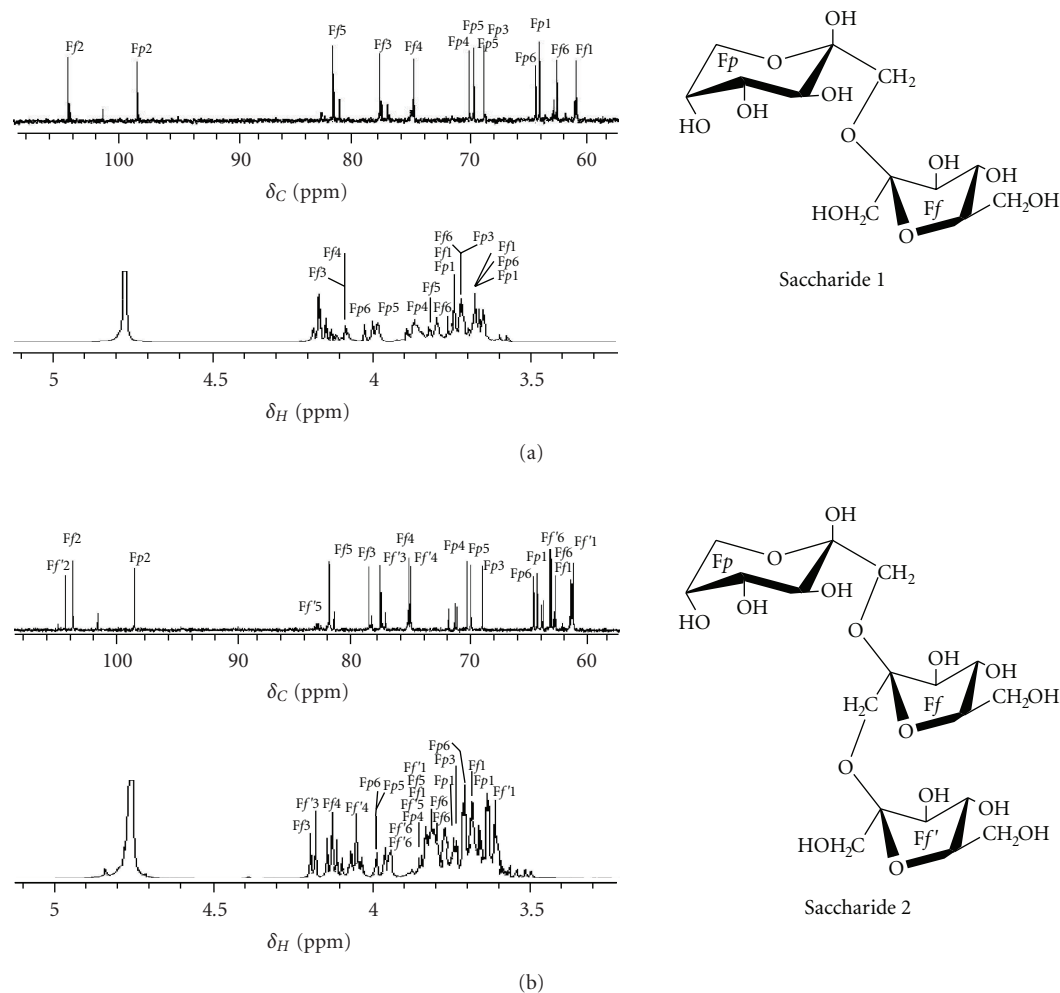 Ff2
Fp2
Ff5
Ff3
Ff4
Fp4
Fp5
Fp5
Fp3
Fp6
Fp1
Ff6
Ff1
100
90
80
70
60
δC (ppm)
Ff3
Ff4
Fp6
Fp5
Fp4
Ff5
Ff6
Ff6
Ff1
Fp1
Fp3
Ff1
Fp6
Fp1
5
4.5
4
3.5
δH (ppm)
OH
Fp
O
CH2
OH
OH
HO
O
OH
OH
HOH2C
Ff
CH2OH
O
Saccharide 1
(a)
Ff'2
Ff2
Fp2
Ff'5
Ff5
Ff3
Ff'3
Ff4
Ff'4
Fp4
Fp5
Fp3
Fp6
Fp1
Ff'6
Ff6
Ff1
Ff'1
100
90
80
70
60
δC (ppm)
Ff3
Ff'3
Ff4
Ff'4
Fp6
Fp5
Ff'6
Ff'6
Ff'1
Ff5
Ff1
Ff'5
Fp4
Ff6
Ff6
Fp1
Fp6
Fp3
Ff1
Fp1
Ff'1
5
4.5
4
3.5
δH (ppm)
OH
Fp
O
CH2
OH
OH
HO
O
OH
OH
H2C
Ff
CH2OH
O
O
OH
OH
HOH2C
Ff'
CH2OH
O
Saccharide 2
(b)